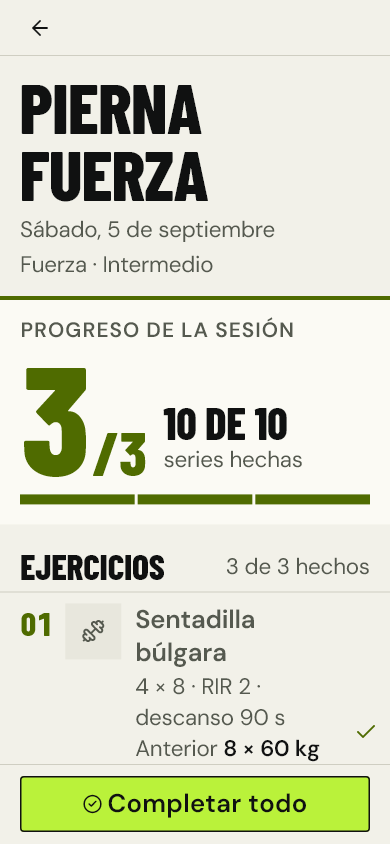 PIERNA
FUERZA
Sábado, 5 de septiembre
Fuerza · Intermedio
PROGRESO DE LA SESIÓN
3/3
10 DE 10
series hechas
EJERCICIOS
3 de 3 hechos
01
Sentadilla
búlgara
4 × 8 · RIR 2 ·
descanso 90 s
Anterior 8 × 60 kg
Completar todo